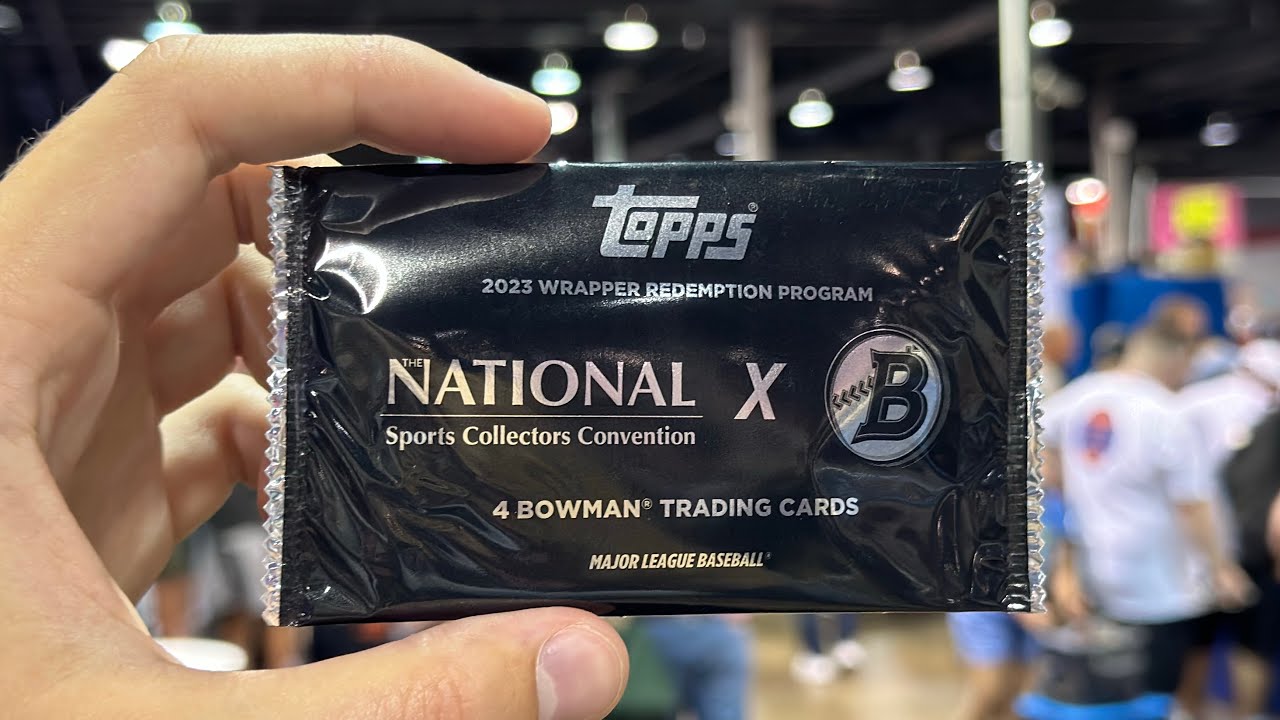 Topps®
2023 WRAPPER REDEMPTION PROGRAM
THE NATIONAL X B
Sports Collectors Convention
4 BOWMAN® TRADING CARDS
MAJOR LEAGUE BASEBALL®